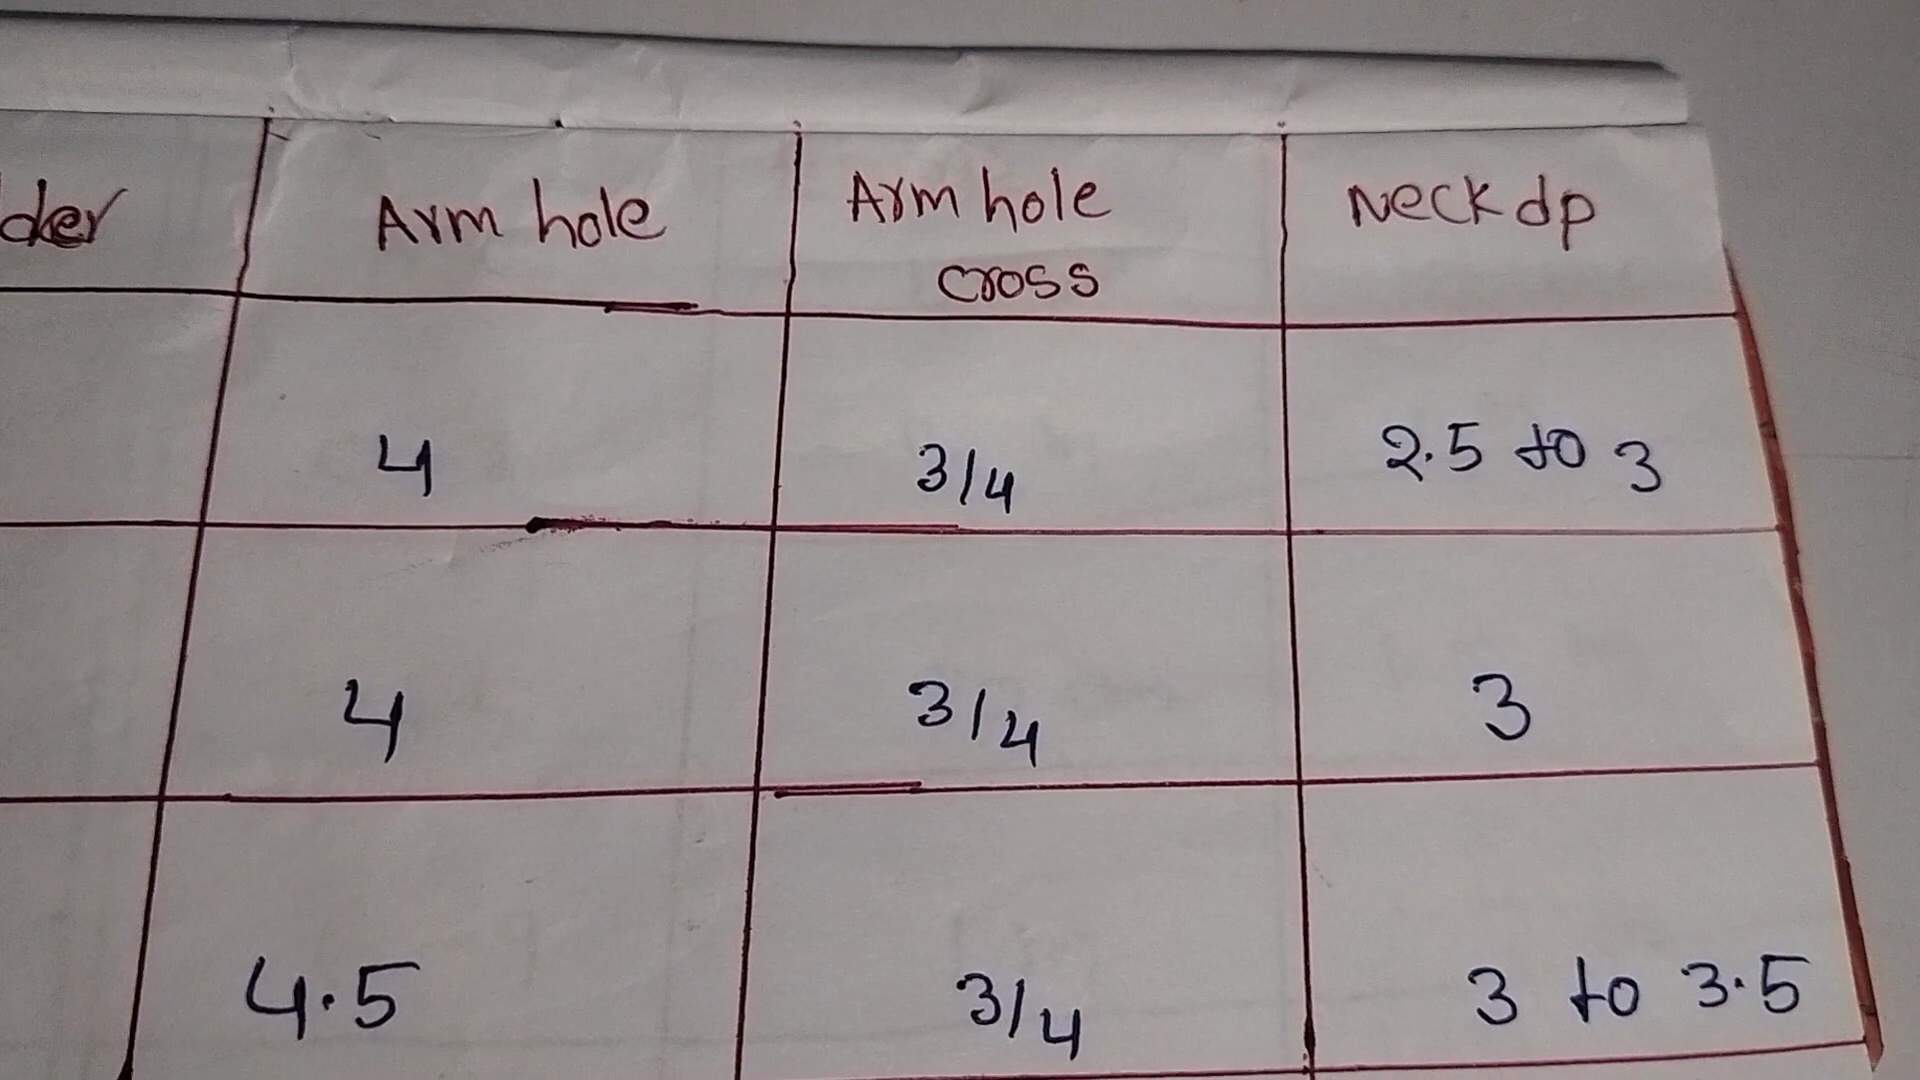 der Arm hole Arm hole Neck dp
cross
4 3/4 2.5 to 3
4 3/4 3
4.5 3/4 3 to 3.5